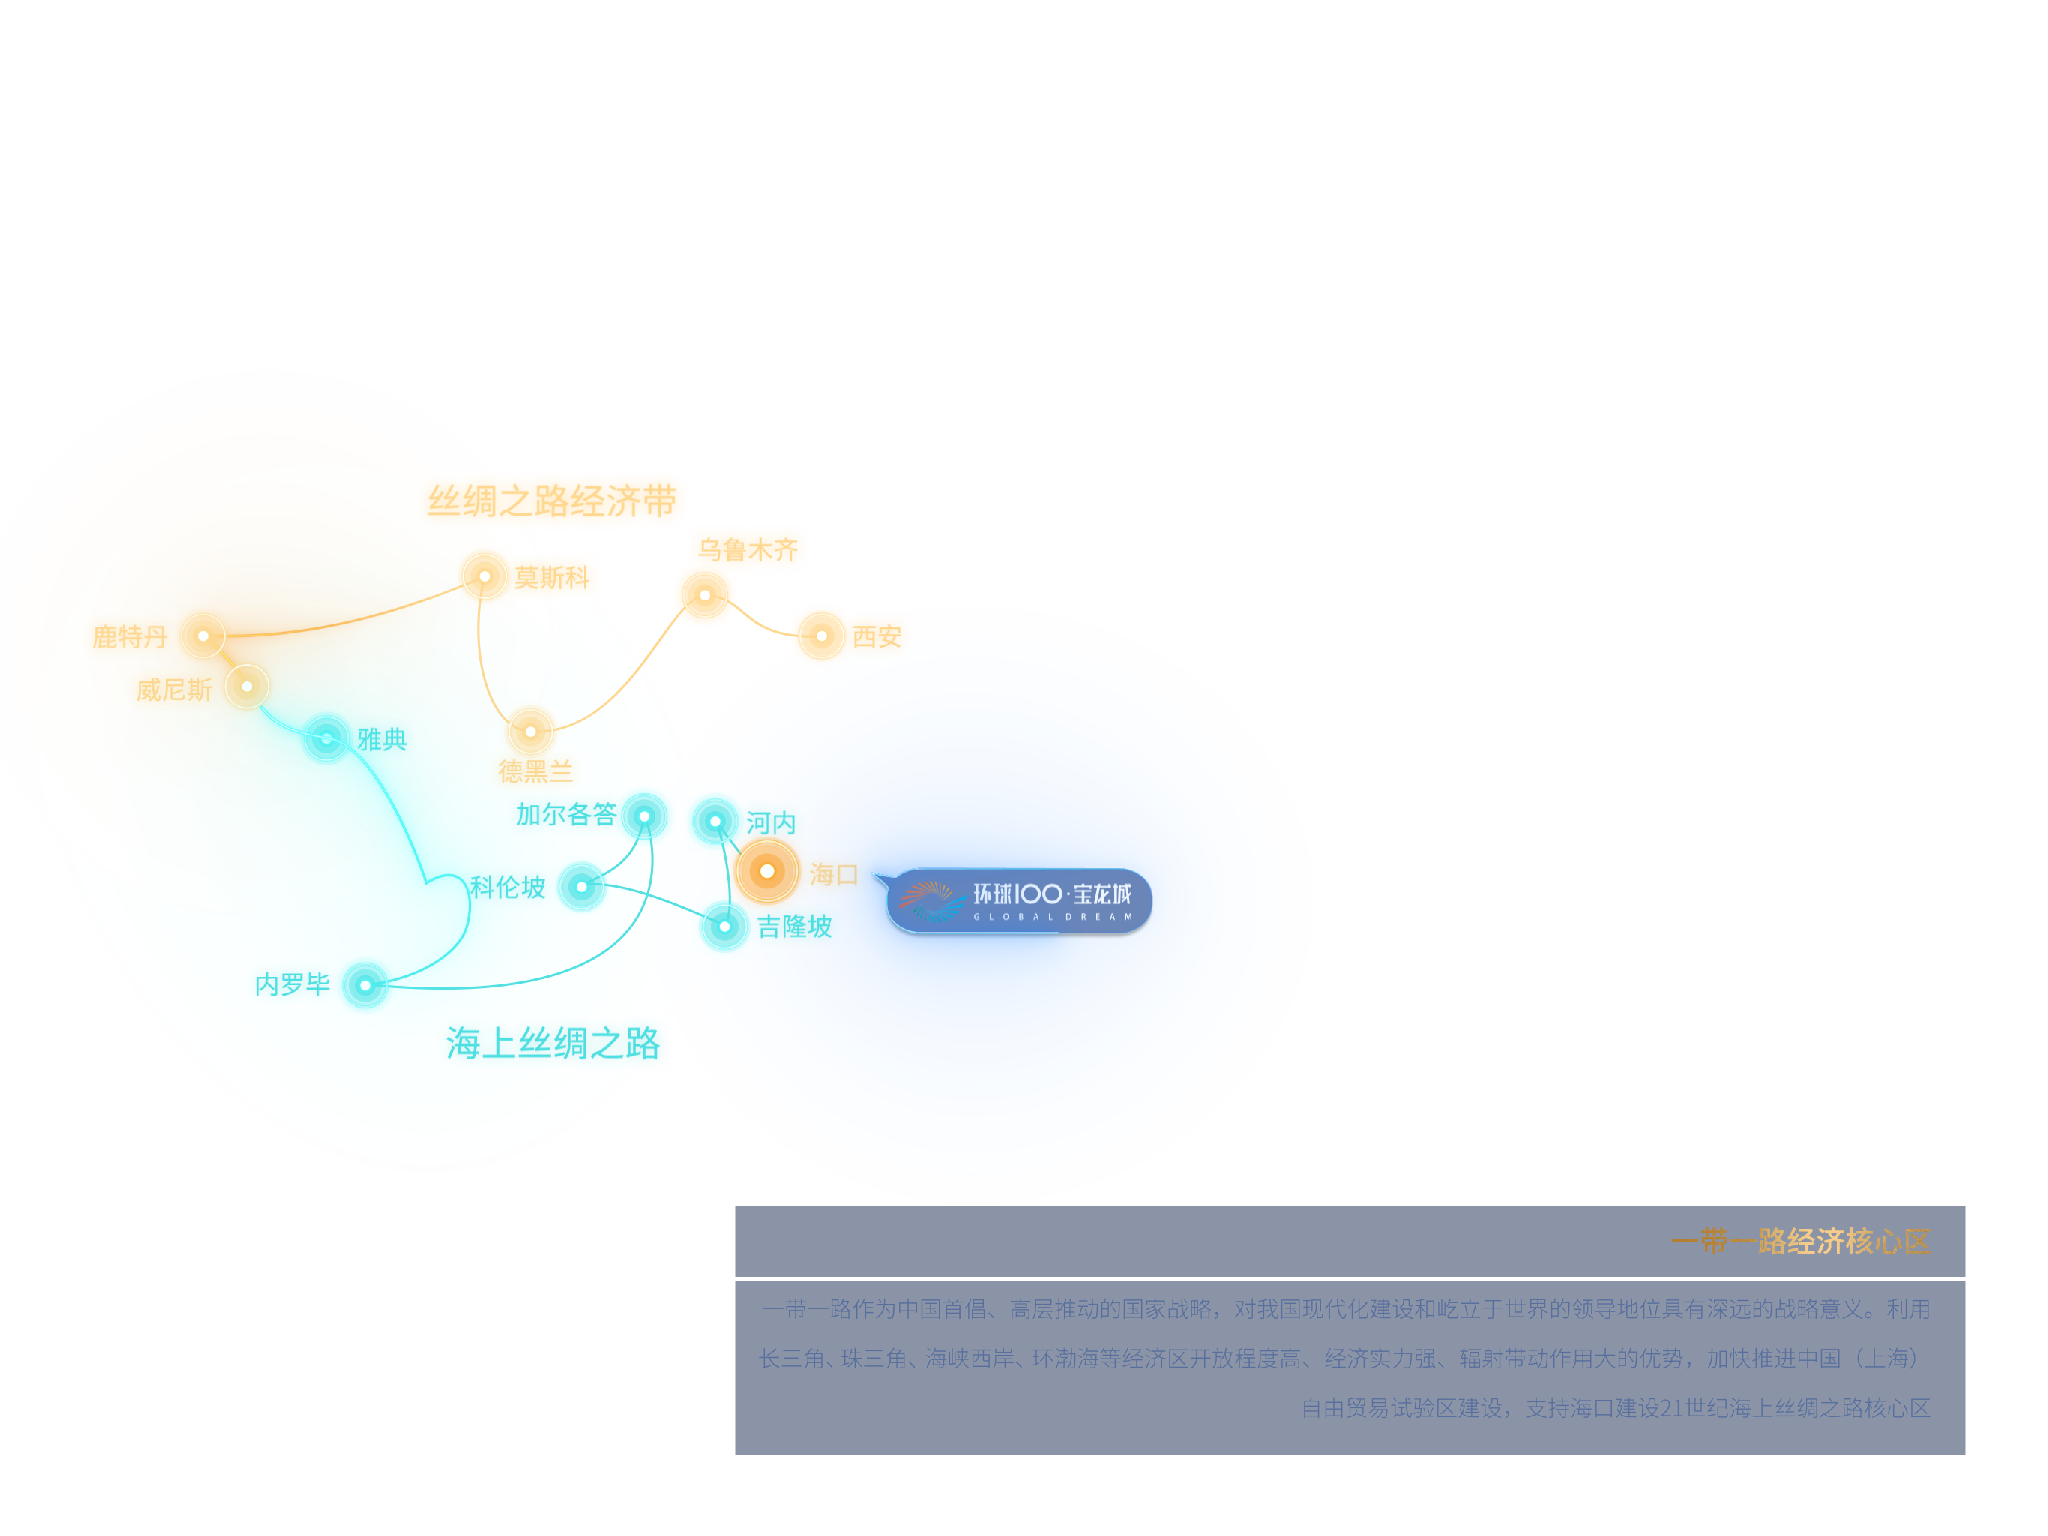 丝绸之路经济带
乌鲁木齐
莫斯科
鹿特丹
西安
威尼斯
雅典
德黑兰
加尔各答
河内
海口
科伦坡
环球100·宝龙城
GLOBAL DREAM
吉隆坡
内罗毕
海上丝绸之路
一带一路经济核心区
一带一路作为中国首倡、高层推动的国家战略，对我国现代化建设和屹立于世界的领导地位具有深远的战略意义。利用
长三角、珠三角、海峡西岸、环渤海等经济区开放程度高、经济实力强、辐射带动作用大的优势，加快推进中国（上海）
自由贸易试验区建设，支持海口建设21世纪海上丝绸之路核心区